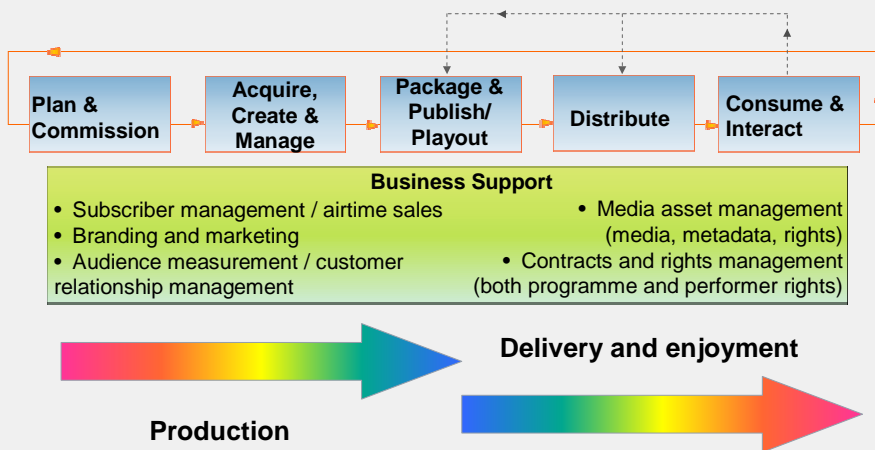 Plan &
Commission
Acquire,
Create &
Manage
Package &
Publish/
Playout
Distribute
Consume &
Interact
Business Support
• Subscriber management / airtime sales
• Branding and marketing
• Audience measurement / customer
relationship management
• Media asset management
(media, metadata, rights)
• Contracts and rights management
(both programme and performer rights)
Delivery and enjoyment
Production